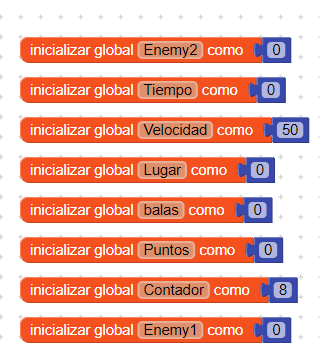 inicializar global Enemy2 como 0
inicializar global Tiempo como 0
inicializar global Velocidad como 50
inicializar global Lugar como 0
inicializar global balas como 0
inicializar global Puntos como 0
inicializar global Contador como 8
inicializar global Enemy1 como 0